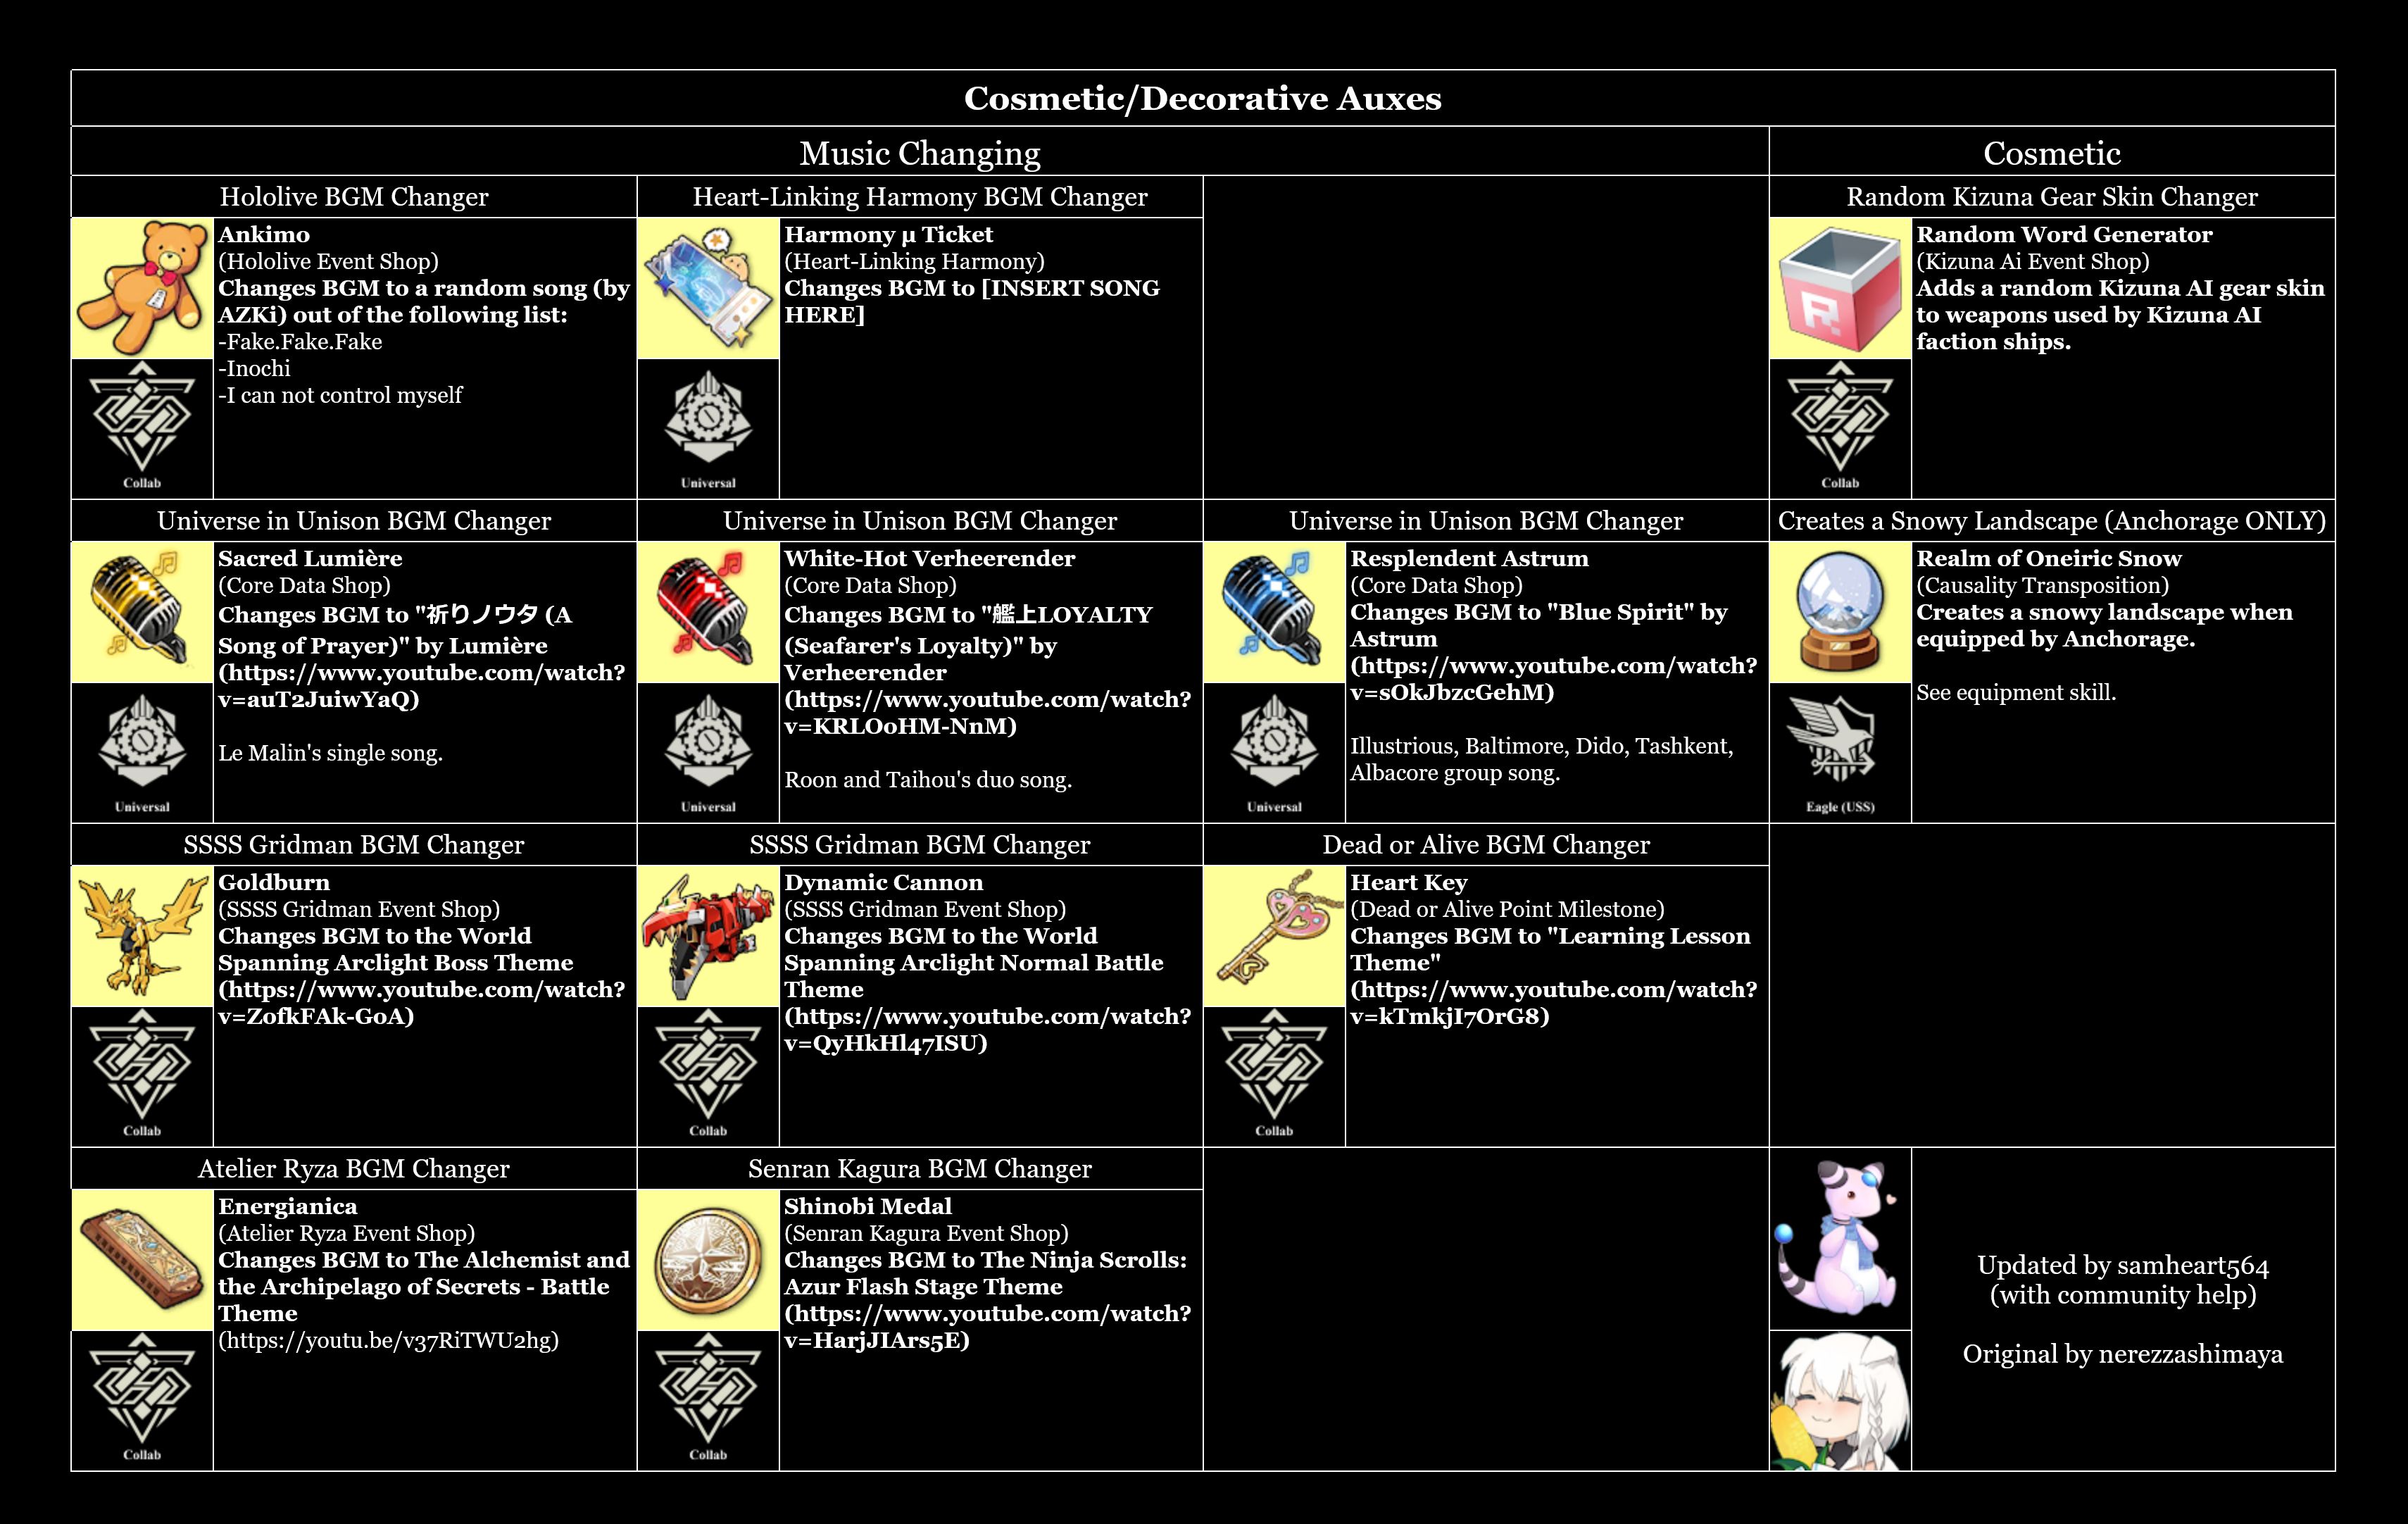 Cosmetic/Decorative Auxes
Music Changing
Cosmetic
Hololive BGM Changer
Ankimo
(Hololive Event Shop)
Changes BGM to a random song (by
AZKi) out of the following list:
-Fake.Fake.Fake
-Inochi
-I can not control myself
Collab
Heart-Linking Harmony BGM Changer
Harmony μ Ticket
(Heart-Linking Harmony)
Changes BGM to [INSERT SONG
HERE]
Universal
Random Kizuna Gear Skin Changer
R
Random Word Generator
(Kizuna Ai Event Shop)
Adds a random Kizuna AI gear skin
to weapons used by Kizuna AI
faction ships.
Collab
Universe in Unison BGM Changer
Sacred Lumière
(Core Data Shop)
Changes BGM to "祈りノウタ (A
Song of Prayer)" by Lumière
(https://www.youtube.com/watch?
v=auT2JuiwYaQ)
Le Malin's single song.
Universal
Universe in Unison BGM Changer
White-Hot Verheerender
(Core Data Shop)
Changes BGM to "艦上LOYALTY
(Seafarer's Loyalty)" by
Verheerender
(https://www.youtube.com/watch?
v=KRLOoHM-NnM)
Roon and Taihou's duo song.
Universal
Universe in Unison BGM Changer
Resplendent Astrum
(Core Data Shop)
Changes BGM to "Blue Spirit" by
Astrum
(https://www.youtube.com/watch?
v=sOkJbzcGehM)
Illustrious, Baltimore, Dido, Tashkent,
Albacore group song.
Universal
Creates a Snowy Landscape (Anchorage ONLY)
Realm of Oneiric Snow
(Causality Transposition)
Creates a snowy landscape when
equipped by Anchorage.
See equipment skill.
Eagle (USS)
SSSS Gridman BGM Changer
Goldburn
(SSSS Gridman Event Shop)
Changes BGM to the World
Spanning Arclight Boss Theme
(https://www.youtube.com/watch?
v=ZofkFAk-GoA)
Collab
SSSS Gridman BGM Changer
Dynamic Cannon
(SSSS Gridman Event Shop)
Changes BGM to the World
Spanning Arclight Normal Battle
Theme
(https://www.youtube.com/watch?
v=QyHkHl47ISU)
Collab
Dead or Alive BGM Changer
Heart Key
(Dead or Alive Point Milestone)
Changes BGM to "Learning Lesson
Theme"
(https://www.youtube.com/watch?
v=kTmkjI7OrG8)
Collab
Atelier Ryza BGM Changer
Energianica
(Atelier Ryza Event Shop)
Changes BGM to The Alchemist and
the Archipelago of Secrets - Battle
Theme
(https://youtu.be/v37RiTWU2hg)
Collab
Senran Kagura BGM Changer
Shinobi Medal
(Senran Kagura Event Shop)
Changes BGM to The Ninja Scrolls:
Azur Flash Stage Theme
(https://www.youtube.com/watch?
v=HarjJIArs5E)
Collab
Updated by samheart564
(with community help)
Original by nerezzashimaya